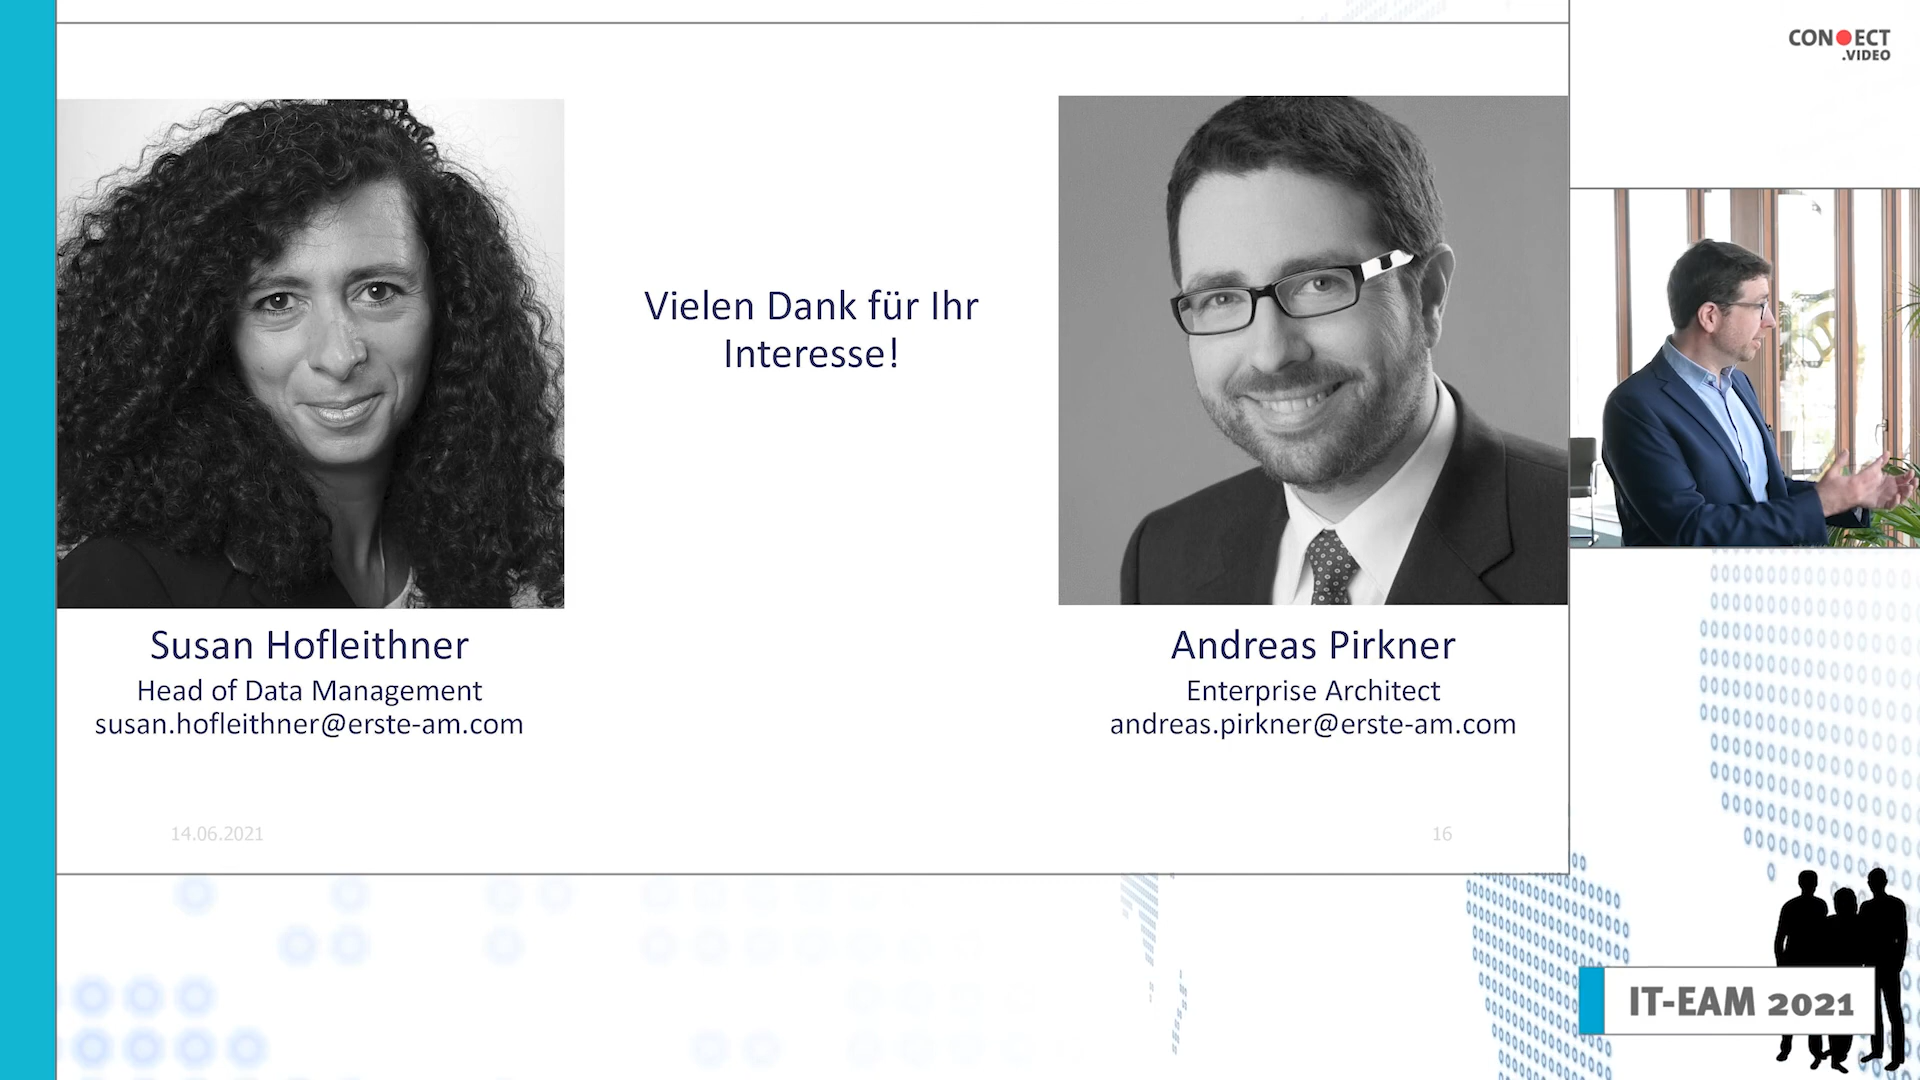 CONECT
.VIDEO
Vielen Dank für Ihr
Interesse!
Susan Hofleithner
Head of Data Management
susan.hofleithner@erste-am.com
Andreas Pirkner
Enterprise Architect
andreas.pirkner@erste-am.com
14.06.2021
16
IT-EAM 2021